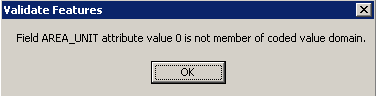 Validate Features
Field AREA_UNIT attribute value 0 is not member of coded value domain.
OK